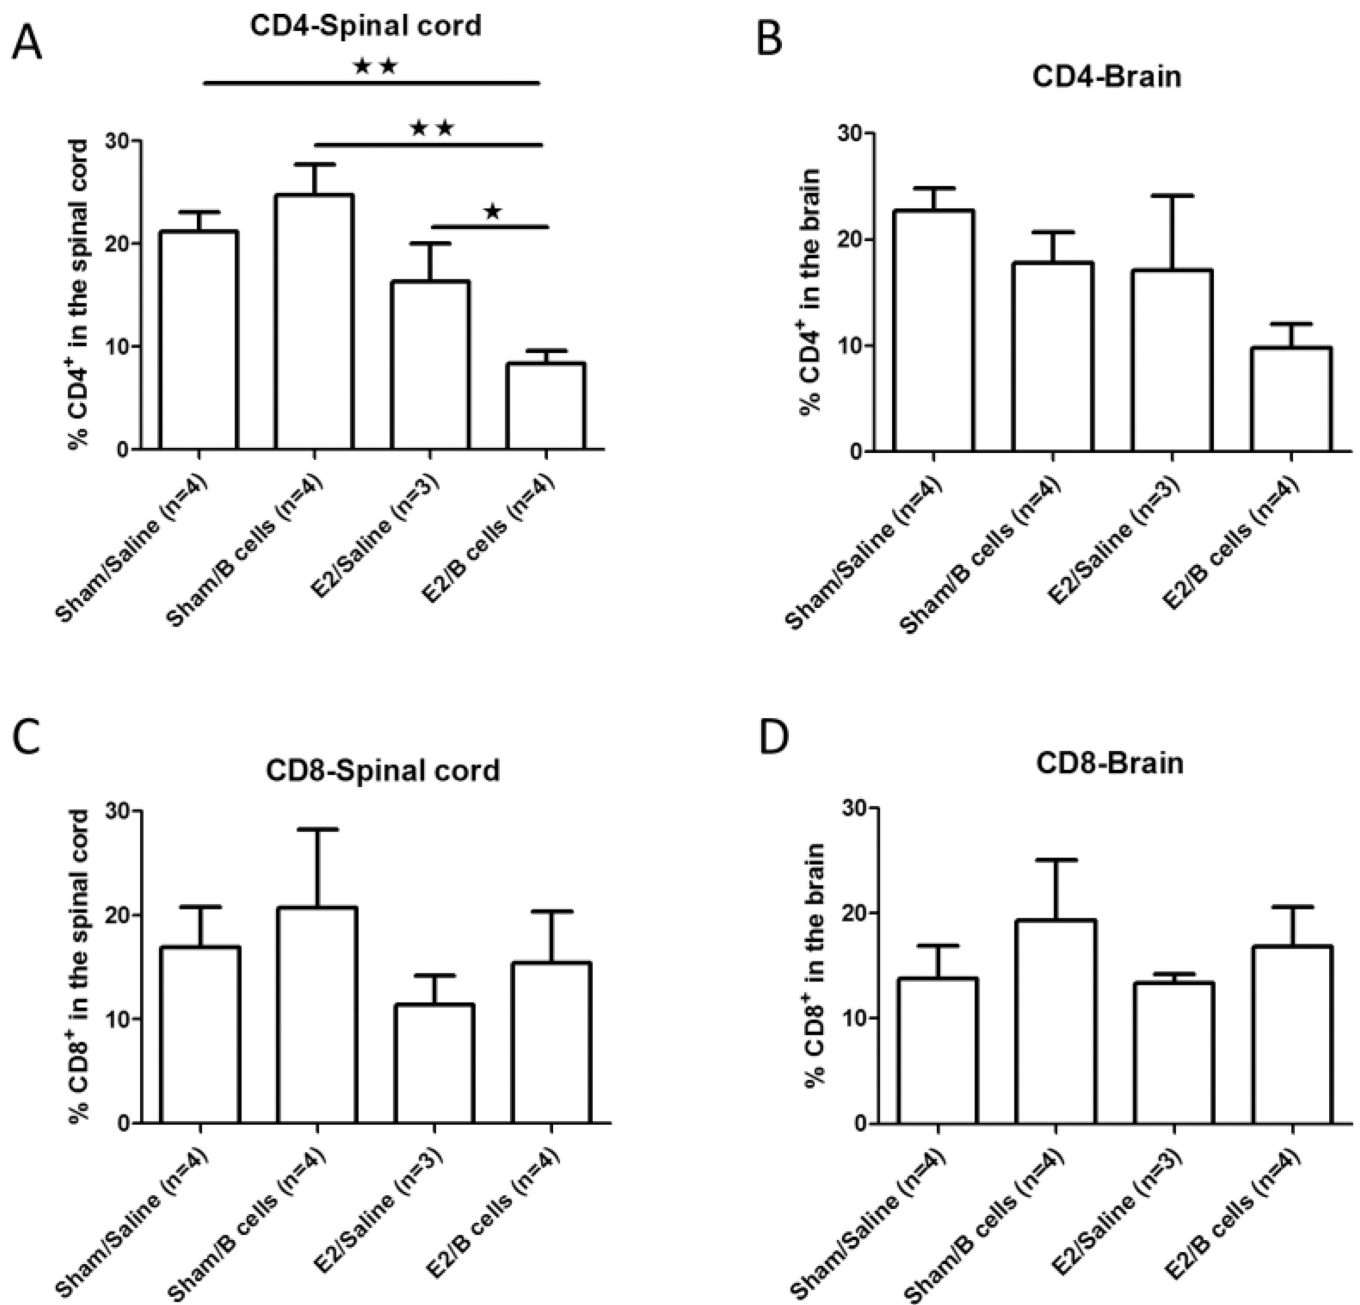 A
CD4-Spinal cord
★★
★★
★
% CD4+ in the spinal cord
30
20
10
0
Sham/Saline (n=4)
Sham/B cells (n=4)
E2/Saline (n=3)
E2/B cells (n=4)
B
CD4-Brain
% CD4+ in the brain
30
20
10
0
Sham/Saline (n=4)
Sham/B cells (n=4)
E2/Saline (n=3)
E2/B cells (n=4)
C
CD8-Spinal cord
% CD8+ in the spinal cord
30
20
10
0
Sham/Saline (n=4)
Sham/B cells (n=4)
E2/Saline (n=3)
E2/B cells (n=4)
D
CD8-Brain
% CD8+ in the brain
30
20
10
0
Sham/Saline (n=4)
Sham/B cells (n=4)
E2/Saline (n=3)
E2/B cells (n=4)